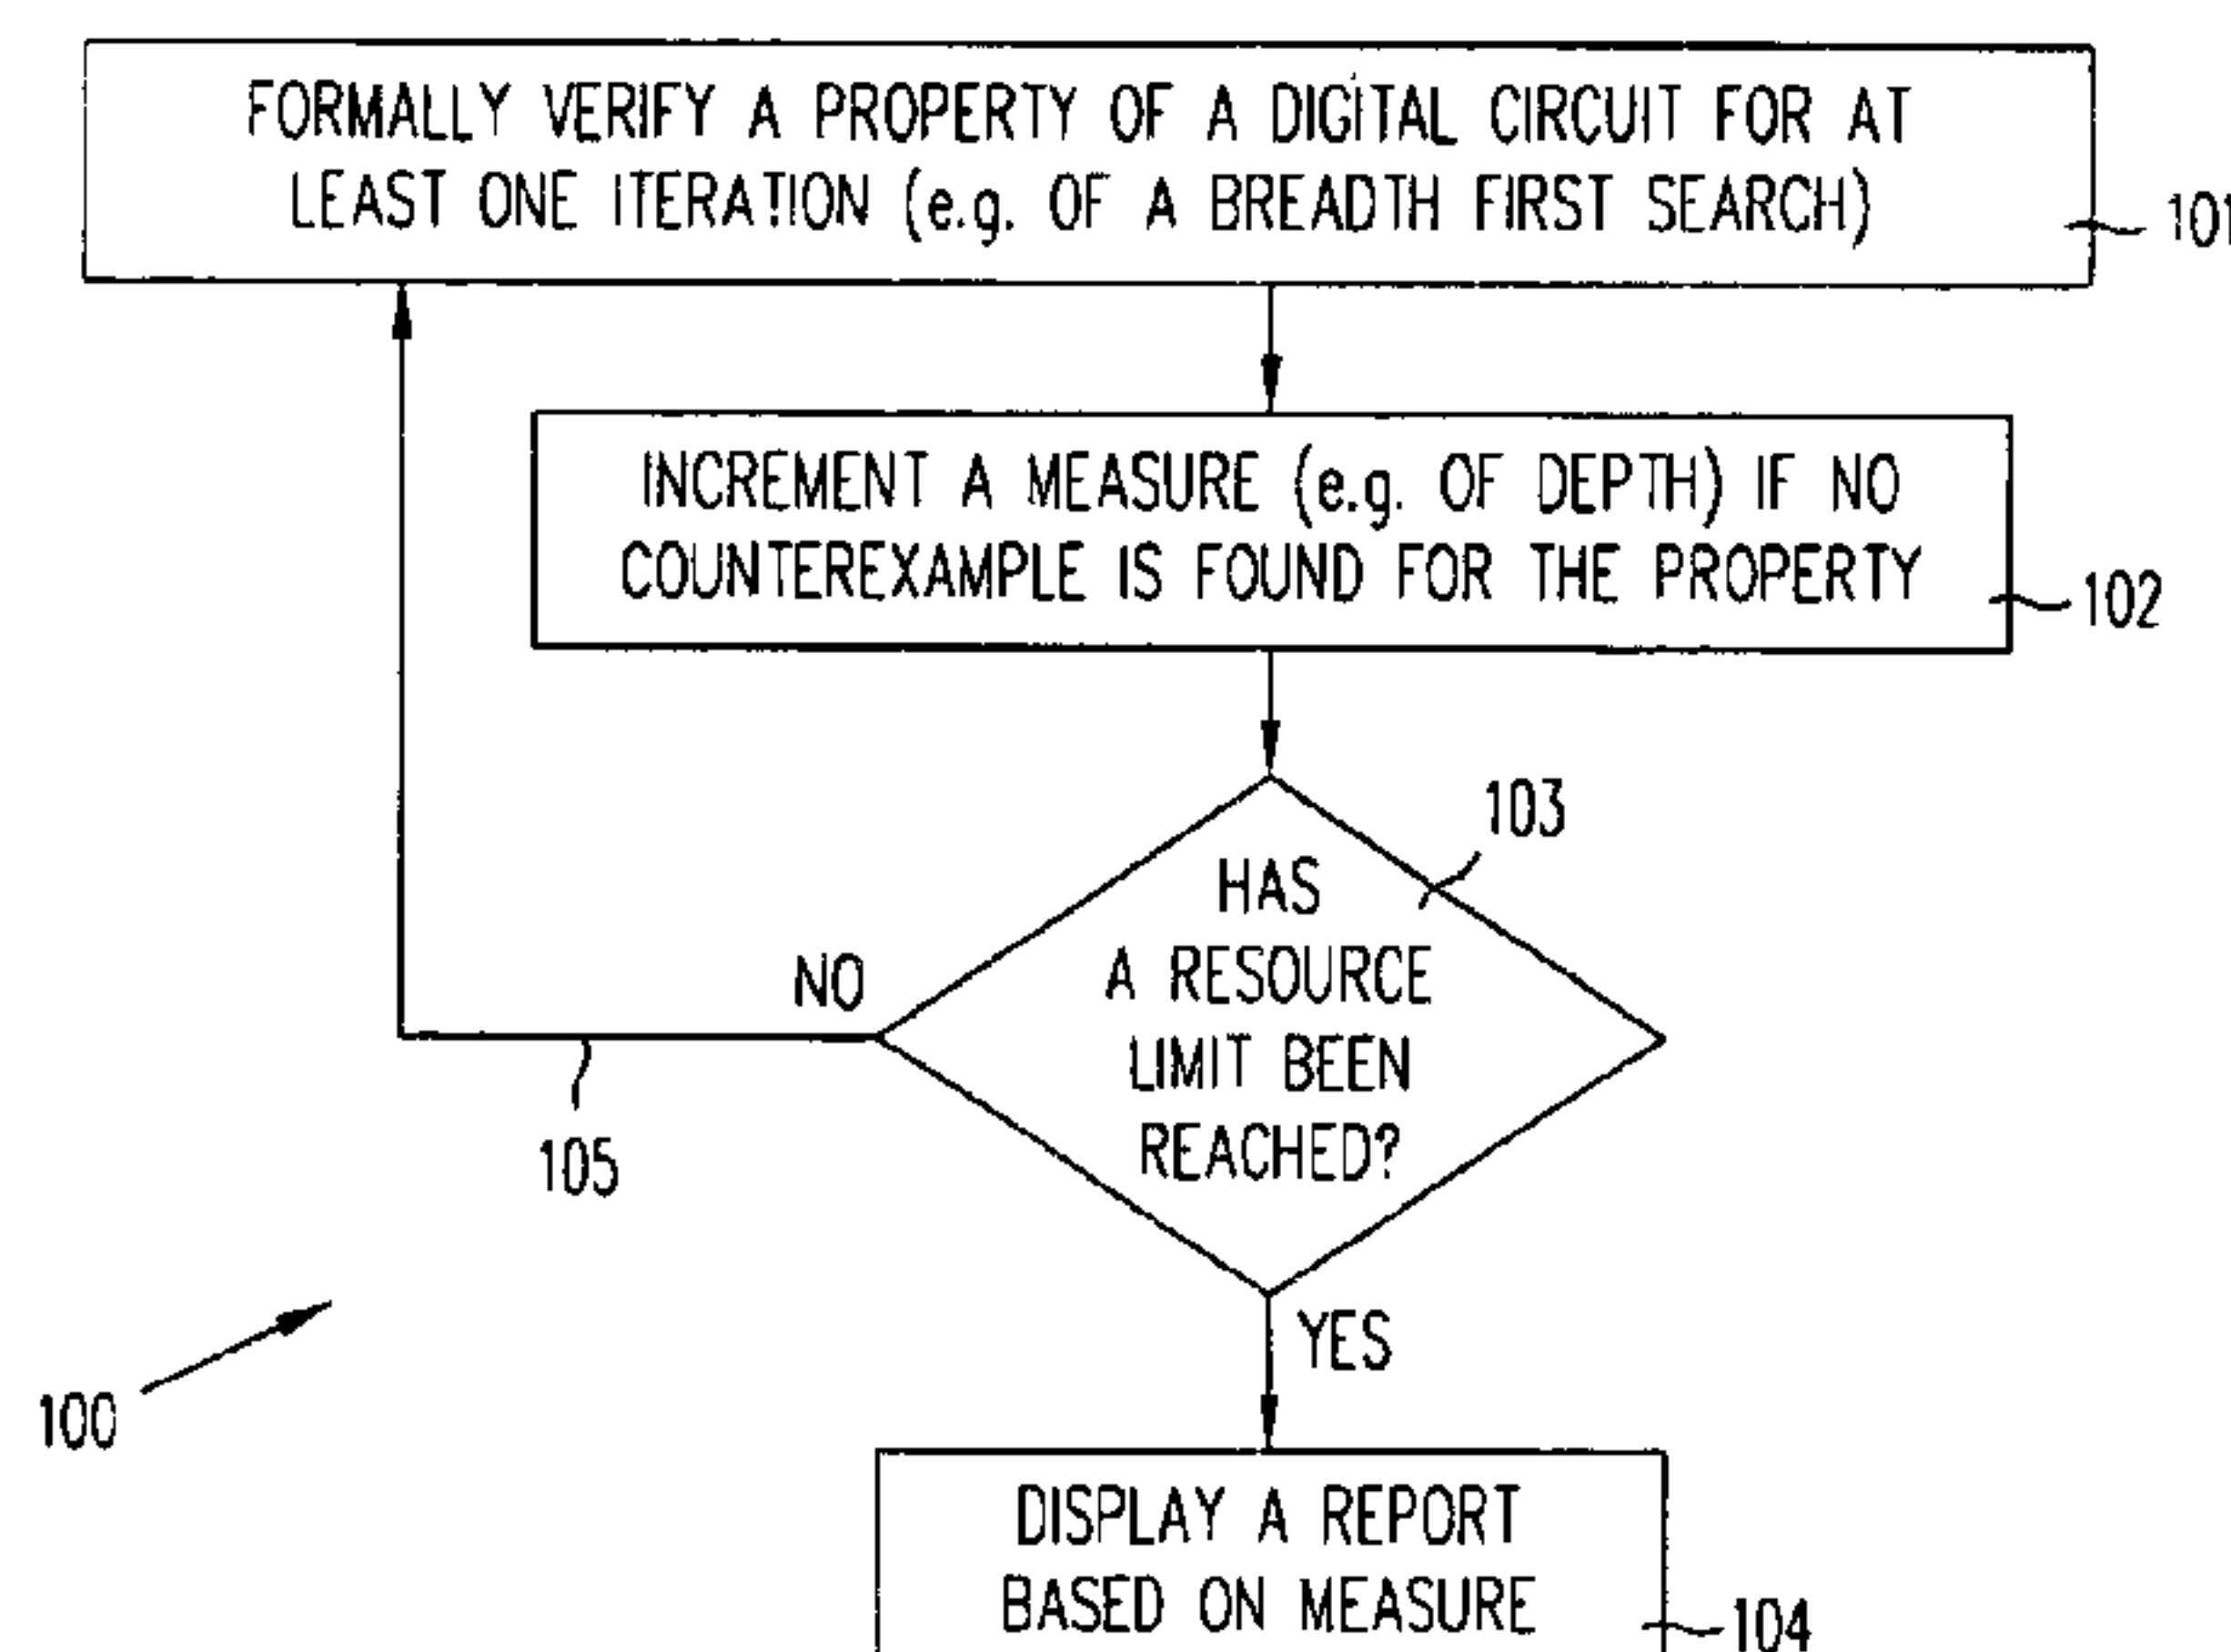 FORMALLY VERIFY A PROPERTY OF A DIGITAL CIRCUIT FOR AT
LEAST ONE ITERATION (e.g. OF A BREADTH FIRST SEARCH)
101
INCREMENT A MEASURE (e.g. OF DEPTH) IF NO
COUNTEREXAMPLE IS FOUND FOR THE PROPERTY
102
103
HAS
A RESOURCE
LIMIT BEEN
REACHED?
NO
105
YES
100
DISPLAY A REPORT
BASED ON MEASURE
104